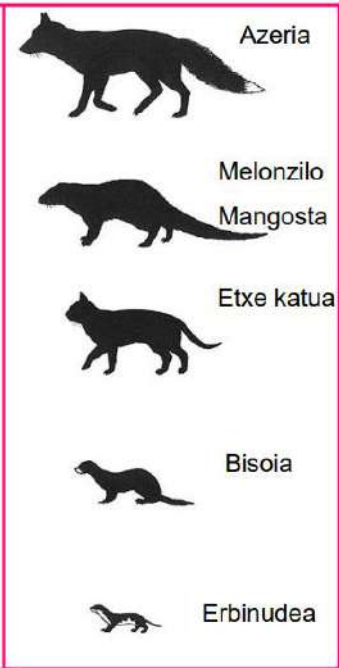 Azeria
Melonzilo
Mangosta
Etxe katua
Bisoia
Erbinudea